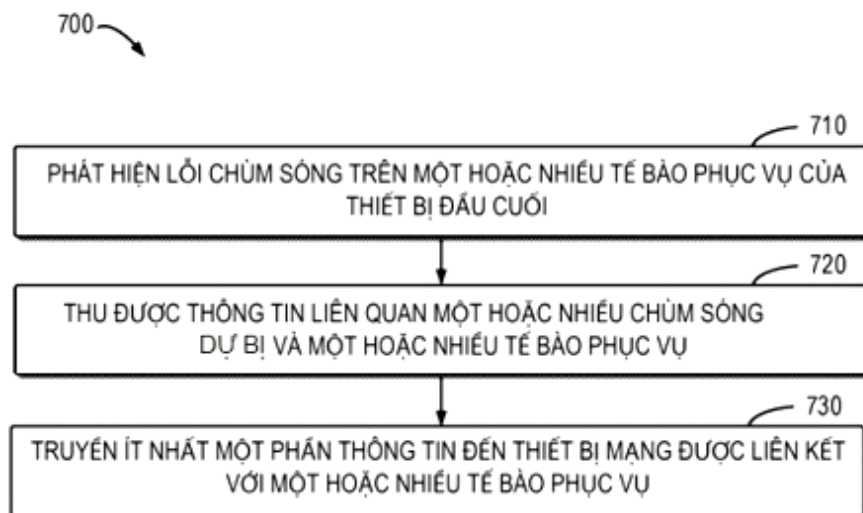 700
710
PHÁT HIỆN LỖI CHÙM SÓNG TRÊN MỘT HOẶC NHIỀU TẾ BÀO PHỤC VỤ CỦA
THIẾT BỊ ĐẦU CUỐI
720
THU ĐƯỢC THÔNG TIN LIÊN QUAN MỘT HOẶC NHIỀU CHÙM SÓNG
DỰ BỊ VÀ MỘT HOẶC NHIỀU TẾ BÀO PHỤC VỤ
730
TRUYỀN ÍT NHẤT MỘT PHẦN THÔNG TIN ĐẾN THIẾT BỊ MẠNG ĐƯỢC LIÊN KẾT
VỚI MỘT HOẶC NHIỀU TẾ BÀO PHỤC VỤ